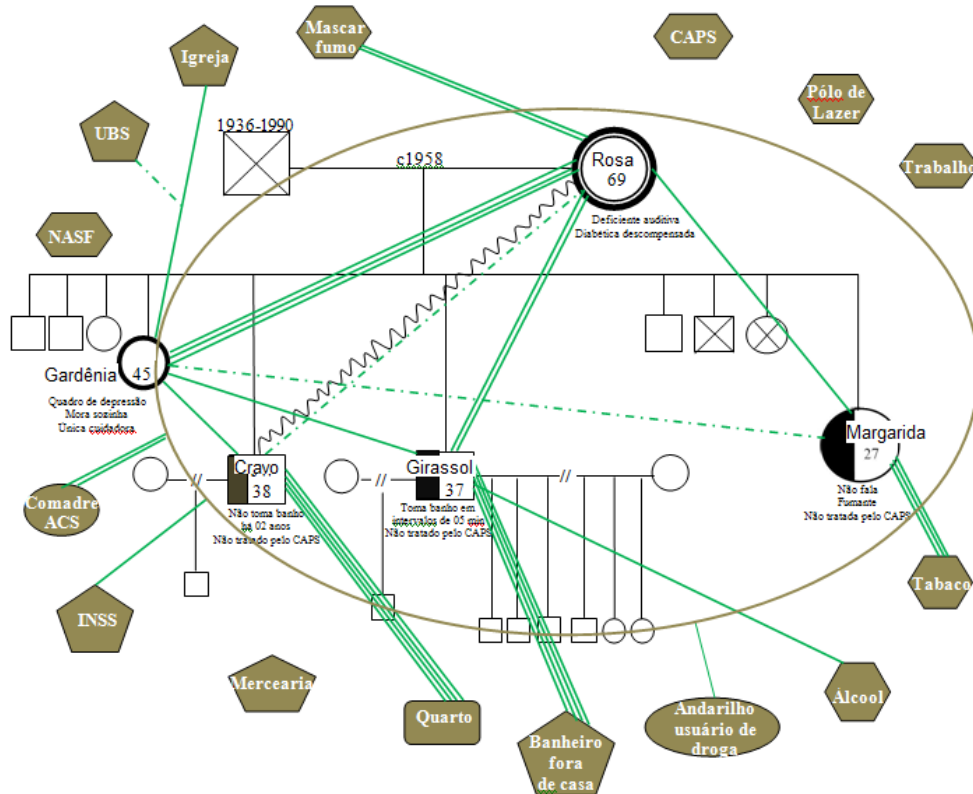 Mascar
fumo
CAPS
Igreja
Pólo de
Lazer
UBS
1936-1990
c1958
Rosa
69
Trabalho
Deficiente auditiva
Diabética descompensada
NASF
Gardênia
45
Quadro de depressão
Mora sozinha
Única cuidadora
Margarida
27
Não fala
Fumante
Não tratada pelo CAPS
Cravo
38
Não toma banho
há 02 anos
Não tratado pelo CAPS
Girassol
37
Toma banho em
intervalos de 05 min
Não tratado pelo CAPS
//
//
//
Comadre
ACS
Tabaco
INSS
Mercearia
Quarto
Banheiro
fora
de casa
Andarilho
usuário de
droga
Álcool